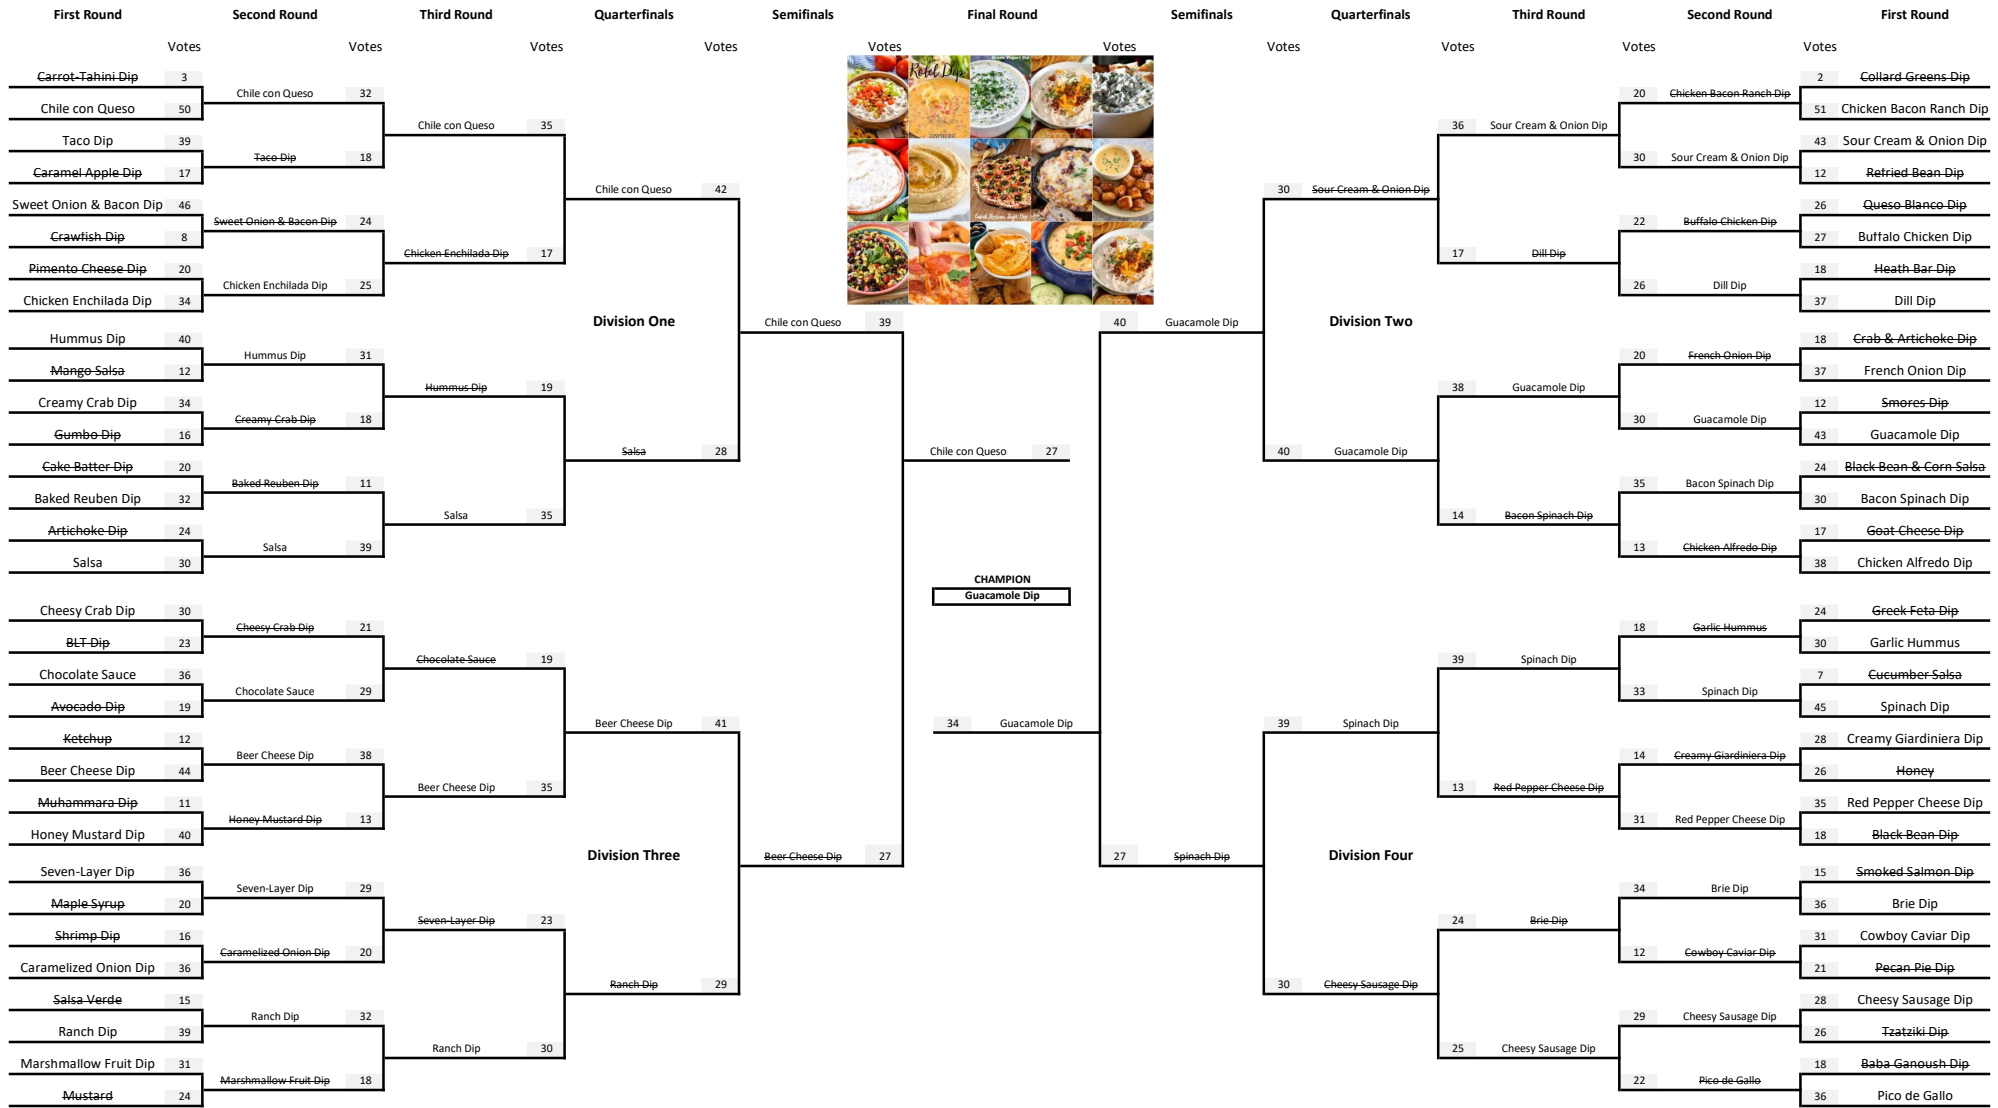 First Round Second Round Third Round Quarterfinals Semifinals Final Round Semifinals Quarterfinals Third Round Second Round First Round
Votes Votes Votes Votes Votes Votes Votes Votes Votes Votes
Rotel Dip
Carrot-Tahini Dip 3 2 Collard Greens Dip
Chile con Queso 32 20 Chicken Bacon Ranch Dip
Chile con Queso 50 51 Chicken Bacon Ranch Dip
Chile con Queso 35 36 Sour Cream & Onion Dip
Taco Dip 39 43 Sour Cream & Onion Dip
Taco Dip 18 30 Sour Cream & Onion Dip
Caramel Apple Dip 17 12 Refried Bean Dip
Chile con Queso 42 30 Sour Cream & Onion Dip
Sweet Onion & Bacon Dip 46 26 Queso Blanco Dip
Sweet Onion & Bacon Dip 24 22 Buffalo Chicken Dip
Crawfish Dip 8 27 Buffalo Chicken Dip
Chicken Enchilada Dip 17 17 Dill Dip
Pimento Cheese Dip 20 18 Heath Bar Dip
Chicken Enchilada Dip 25 26 Dill Dip
Chicken Enchilada Dip 34 37 Dill Dip
Division One Chile con Queso 39 40 Guacamole Dip Division Two
Hummus Dip 40 18 Crab & Artichoke Dip
Hummus Dip 31 20 French Onion Dip
Mango Salsa 12 37 French Onion Dip
Hummus Dip 19 38 Guacamole Dip
Creamy Crab Dip 34 12 Smores Dip
Creamy Crab Dip 18 30 Guacamole Dip
Gumbo Dip 16 43 Guacamole Dip
Salsa 28 Chile con Queso 27 40 Guacamole Dip
Cake Batter Dip 20 24 Black Bean & Corn Salsa
Baked Reuben Dip 11 35 Bacon Spinach Dip
Baked Reuben Dip 32 30 Bacon Spinach Dip
Salsa 35 14 Bacon Spinach Dip
Artichoke Dip 24 17 Goat Cheese Dip
Salsa 39 13 Chicken Alfredo Dip
Salsa 30 38 Chicken Alfredo Dip
CHAMPION
Guacamole Dip
Cheesy Crab Dip 30 24 Greek Feta Dip
Cheesy Crab Dip 21 18 Garlic Hummus
BLT Dip 23 30 Garlic Hummus
Chocolate Sauce 19 39 Spinach Dip
Chocolate Sauce 36 7 Cucumber Salsa
Chocolate Sauce 29 33 Spinach Dip
Avocado Dip 19 45 Spinach Dip
Beer Cheese Dip 41 34 Guacamole Dip 39 Spinach Dip
Ketchup 12 28 Creamy Giardiniera Dip
Beer Cheese Dip 38 14 Creamy Giardiniera Dip
Beer Cheese Dip 44 26 Honey
Beer Cheese Dip 35 13 Red Pepper Cheese Dip
Muhammara Dip 11 35 Red Pepper Cheese Dip
Honey Mustard Dip 13 31 Red Pepper Cheese Dip
Honey Mustard Dip 40 18 Black Bean Dip
Division Three Beer Cheese Dip 27 27 Spinach Dip Division Four
Seven-Layer Dip 36 15 Smoked Salmon Dip
Seven-Layer Dip 29 34 Brie Dip
Maple Syrup 20 36 Brie Dip
Seven-Layer Dip 23 24 Brie Dip
Shrimp Dip 16 31 Cowboy Caviar Dip
Caramelized Onion Dip 20 12 Cowboy Caviar Dip
Caramelized Onion Dip 36 21 Pecan Pie Dip
Ranch Dip 29 30 Cheesy Sausage Dip
Salsa Verde 15 28 Cheesy Sausage Dip
Ranch Dip 32 29 Cheesy Sausage Dip
Ranch Dip 39 26 Tzatziki Dip
Ranch Dip 30 25 Cheesy Sausage Dip
Marshmallow Fruit Dip 31 18 Baba Ganoush Dip
Marshmallow Fruit Dip 18 22 Pico de Gallo
Mustard 24 36 Pico de Gallo